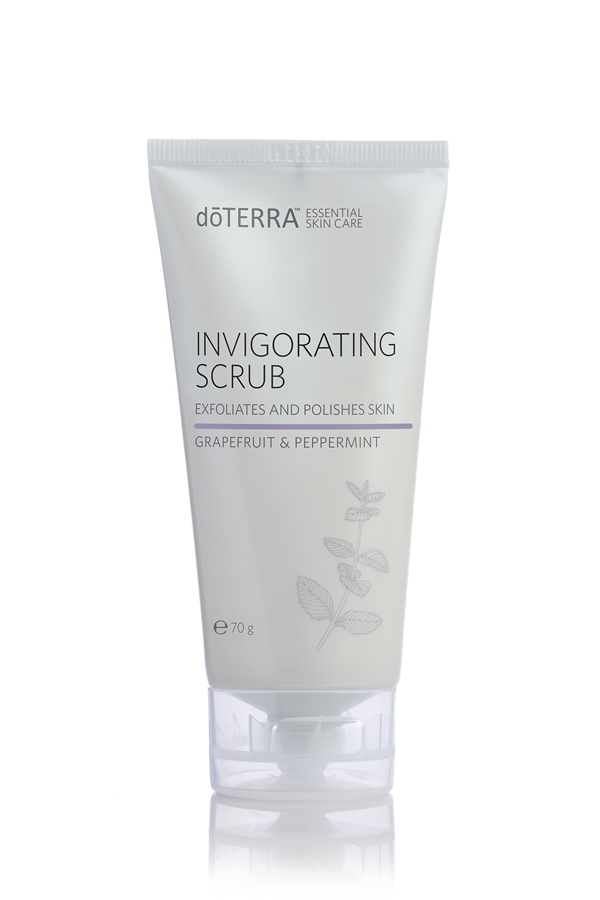 dōTERRA™ ESSENTIAL
SKIN CARE
INVIGORATING
SCRUB
EXFOLIATES AND POLISHES SKIN
GRAPEFRUIT & PEPPERMINT
℮ 70 g